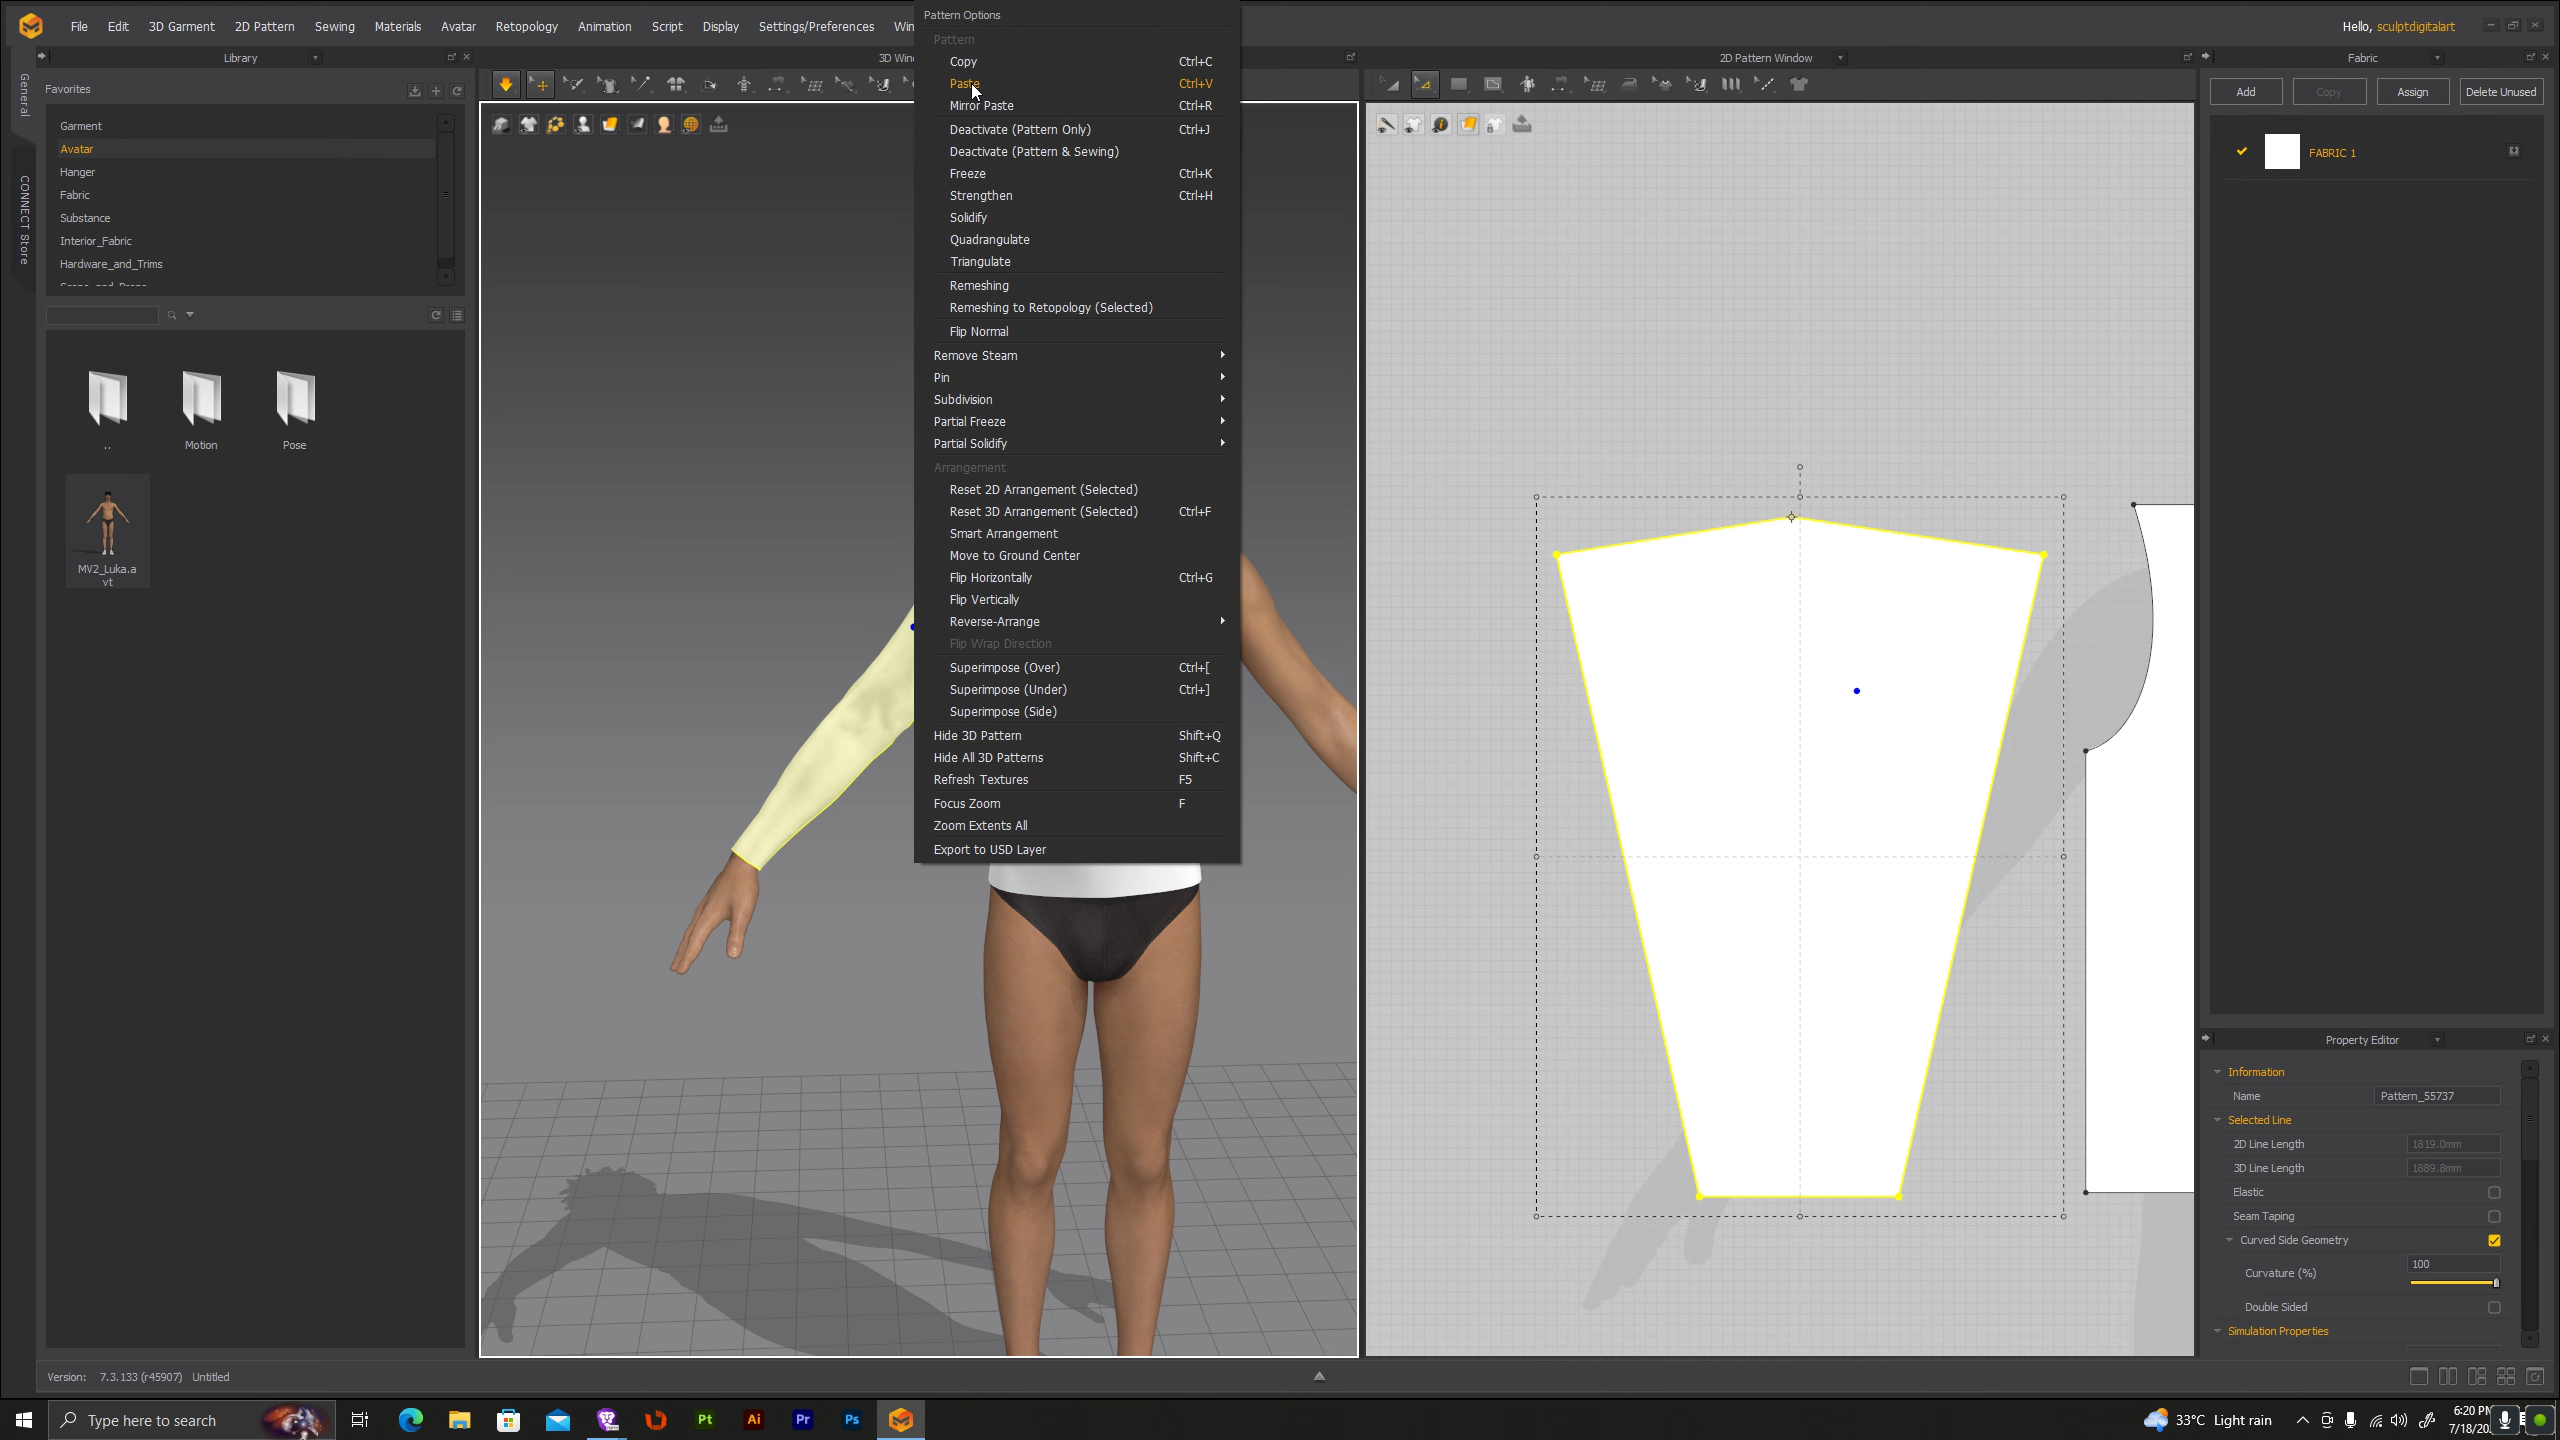 File Edit 3D Garment 2D Pattern Sewing Materials Avatar Retopology Animation Script Display Settings/Preferences
Hello, sculptdigitalart
Library
Favorites
Garment
Avatar
Hanger
Fabric
Substance
Interior_Fabric
Hardware_and_Trims
General
CONNECT Store
..
Motion
Pose
MV2_Luka.a
vt
Pattern Options
Pattern
Copy Ctrl+C
Paste Ctrl+V
Mirror Paste Ctrl+R
Deactivate (Pattern Only) Ctrl+J
Deactivate (Pattern & Sewing)
Freeze Ctrl+K
Strengthen Ctrl+H
Solidify
Quadrangulate
Triangulate
Remeshing
Remeshing to Retopology (Selected)
Flip Normal
Remove Steam
Pin
Subdivision
Partial Freeze
Partial Solidify
Arrangement
Reset 2D Arrangement (Selected)
Reset 3D Arrangement (Selected) Ctrl+F
Smart Arrangement
Move to Ground Center
Flip Horizontally Ctrl+G
Flip Vertically
Reverse-Arrange
Flip Wrap Direction
Superimpose (Over) Ctrl+[
Superimpose (Under) Ctrl+]
Superimpose (Side)
Hide 3D Pattern Shift+Q
Hide All 3D Patterns Shift+C
Refresh Textures F5
Focus Zoom F
Zoom Extents All
Export to USD Layer
2D Pattern Window
Fabric
Add Copy Assign Delete Unused
FABRIC 1
Property Editor
Information
Name Pattern_55737
Selected Line
2D Line Length 1819.0mm
3D Line Length 1889.8mm
Elastic
Seam Taping
Curved Side Geometry
Curvature (%) 100
Double Sided
Simulation Properties
Version: 7.3.133 (r45907) Untitled
Type here to search
Pt Ai Pr Ps
33°C Light rain
6:20